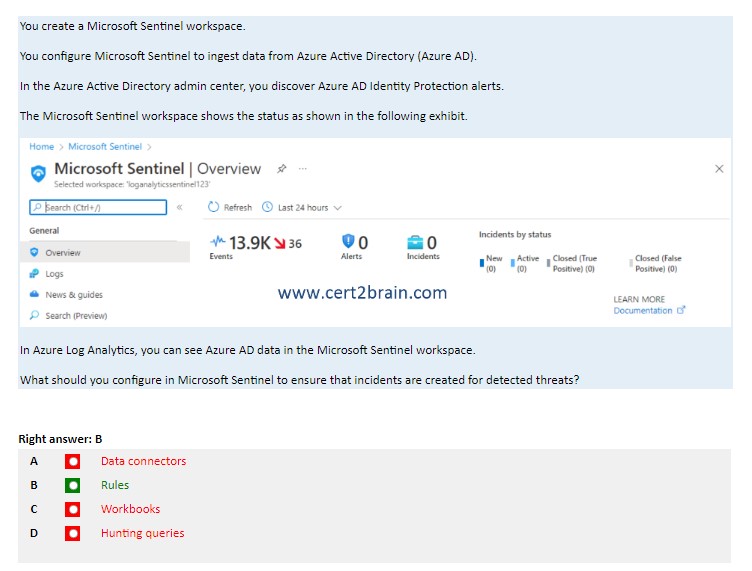 You create a Microsoft Sentinel workspace.
You configure Microsoft Sentinel to ingest data from Azure Active Directory (Azure AD).
In the Azure Active Directory admin center, you discover Azure AD Identity Protection alerts.
The Microsoft Sentinel workspace shows the status as shown in the following exhibit.
Home > Microsoft Sentinel >
Microsoft Sentinel | Overview ...
Selected workspace: 'loganalyticssentinel123'
Search (Ctrl+/) «
Refresh Last 24 hours
General
Overview
Logs
News & guides
Search (Preview)
13.9K 36
Events
0
Alerts
0
Incidents
Incidents by status
New (0) Active (0) Closed (True Positive) (0) Closed (False Positive) (0)
LEARN MORE
Documentation
www.cert2brain.com
In Azure Log Analytics, you can see Azure AD data in the Microsoft Sentinel workspace.
What should you configure in Microsoft Sentinel to ensure that incidents are created for detected threats?
Right answer: B
A Data connectors
B Rules
C Workbooks
D Hunting queries